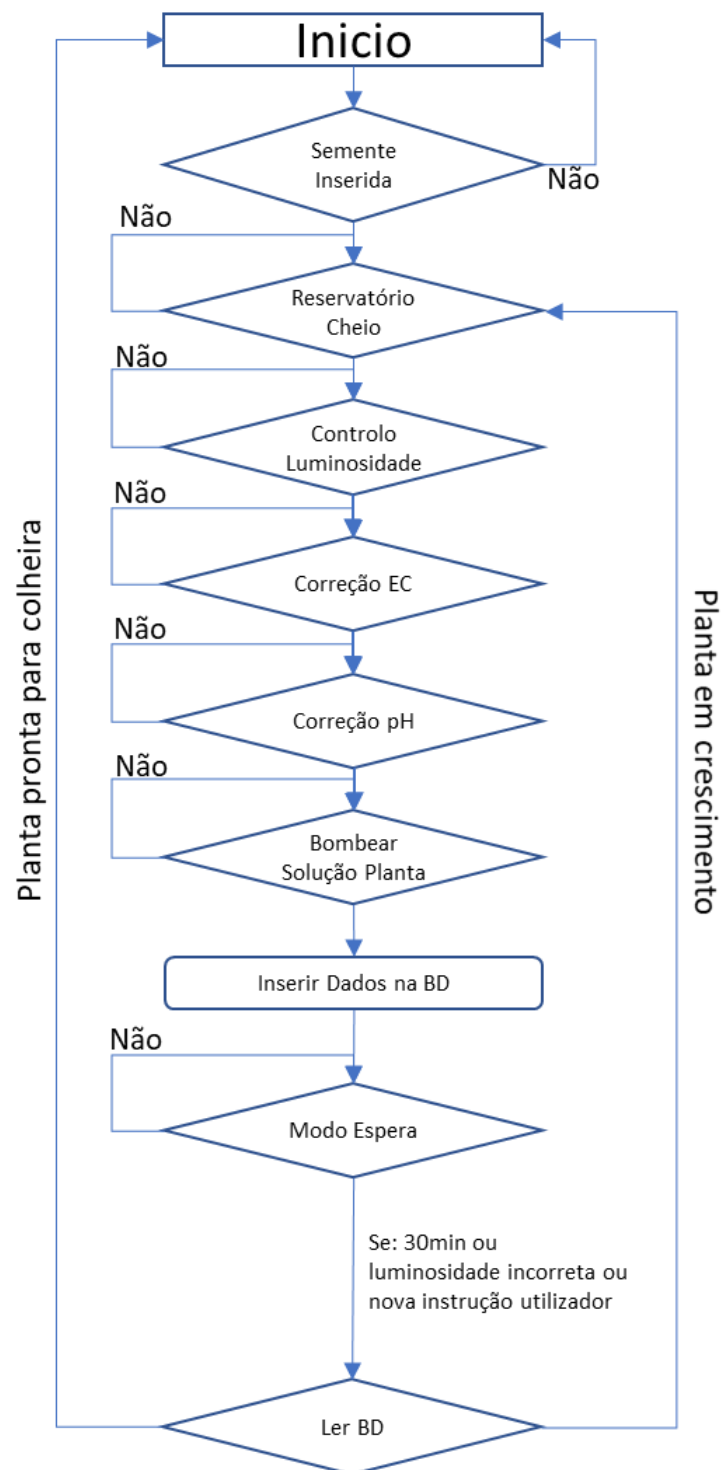 Inicio
Semente
Inserida
Não
Não
Reservatório
Cheio
Não
Controlo
Luminosidade
Não
Correção EC
Não
Correção pH
Não
Bombear
Solução Planta
Inserir Dados na BD
Não
Modo Espera
Se: 30min ou
luminosidade incorreta ou
nova instrução utilizador
Ler BD
Planta pronta para colheira
Planta em crescimento